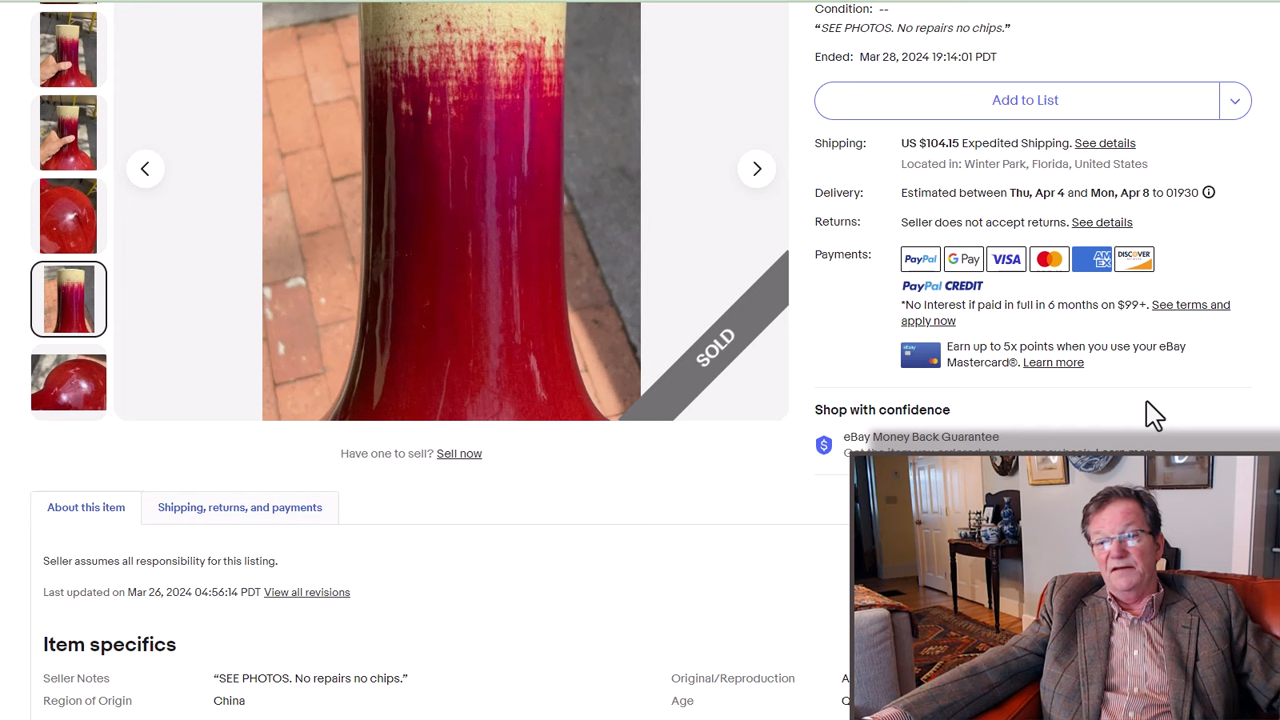 Condition: --
“SEE PHOTOS. No repairs no chips.”
Ended: Mar 28, 2024 19:14:01 PDT
Add to List
Shipping: US $104.15 Expedited Shipping. See details
Located in: Winter Park, Florida, United States
Delivery: Estimated between Thu, Apr 4 and Mon, Apr 8 to 01930
Returns: Seller does not accept returns. See details
Payments: PayPal G Pay VISA AM EX DISCOVER
PayPal CREDIT
*No Interest if paid in full in 6 months on $99+. See terms and
apply now
ebay
Earn up to 5x points when you use your eBay
Mastercard®. Learn more
SOLD
Shop with confidence
eBay Money Back Guarantee
Have one to sell? Sell now
About this item
Shipping, returns, and payments
Seller assumes all responsibility for this listing.
Last updated on Mar 26, 2024 04:56:14 PDT View all revisions
Item specifics
Seller Notes “SEE PHOTOS. No repairs no chips.” Original/Reproduction
Region of Origin China Age